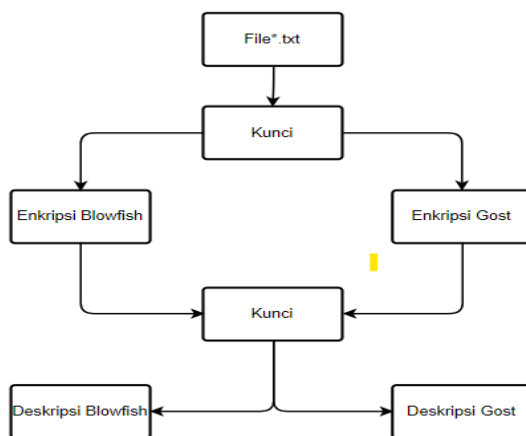 File*.txt
Kunci
Enkripsi Blowfish
Enkripsi Gost
Kunci
Deskripsi Blowfish
Deskripsi Gost